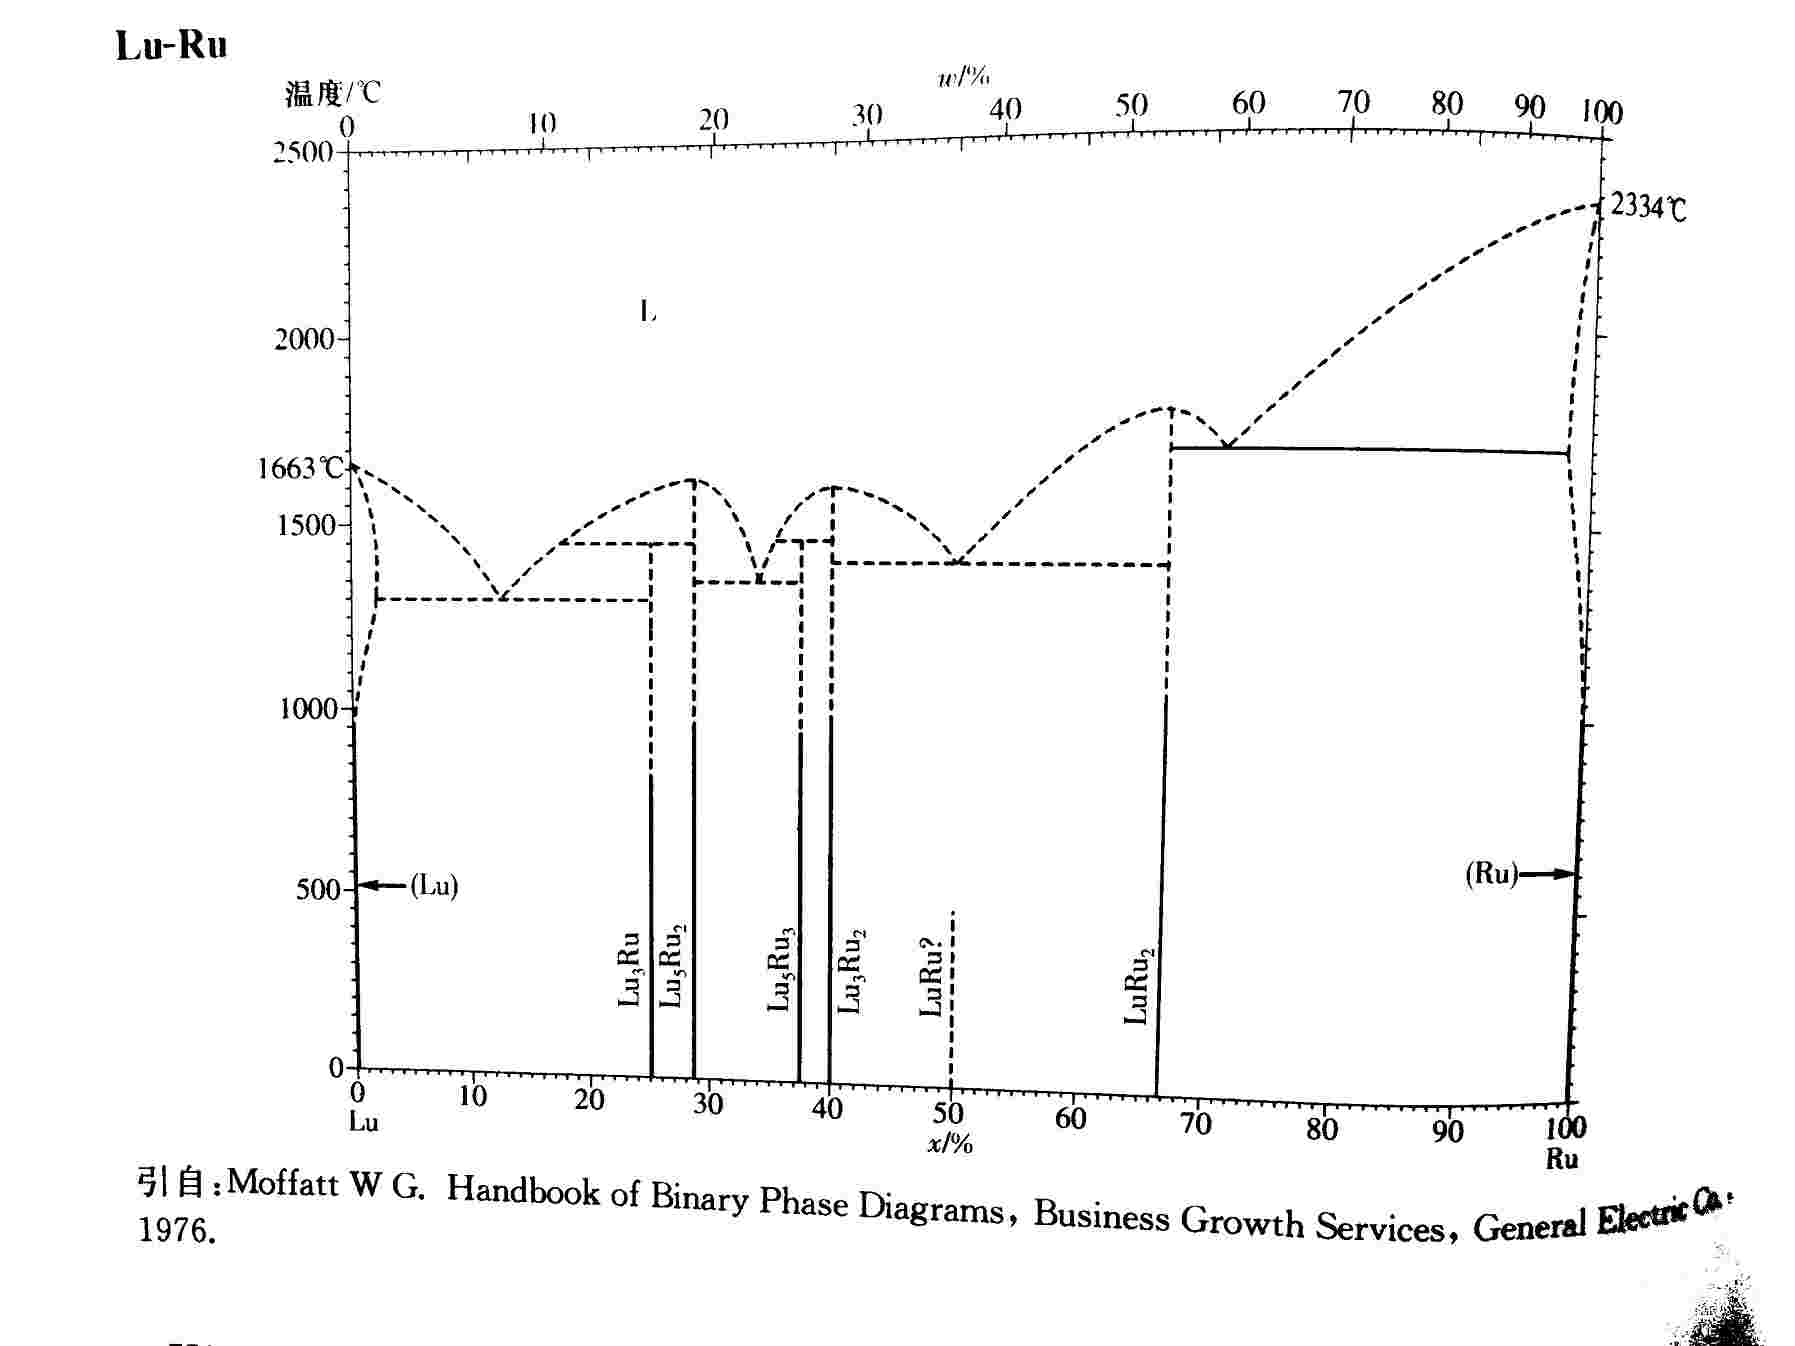 Lu-Ru
温度/℃
w/%
0 10 20 30 40 50 60 70 80 90 100
2500
2334℃
L
2000
1663℃
1500
1000
500
(Lu)
(Ru)
Lu₃Ru
Lu₅Ru₂
Lu₅Ru₃
Lu₃Ru₂
LuRu?
LuRu₂
0
0 10 20 30 40 50 60 70 80 90 100
Lu
x/%
Ru
引自:Moffatt W G. Handbook of Binary Phase Diagrams, Business Growth Services, General Electric Co.
1976.